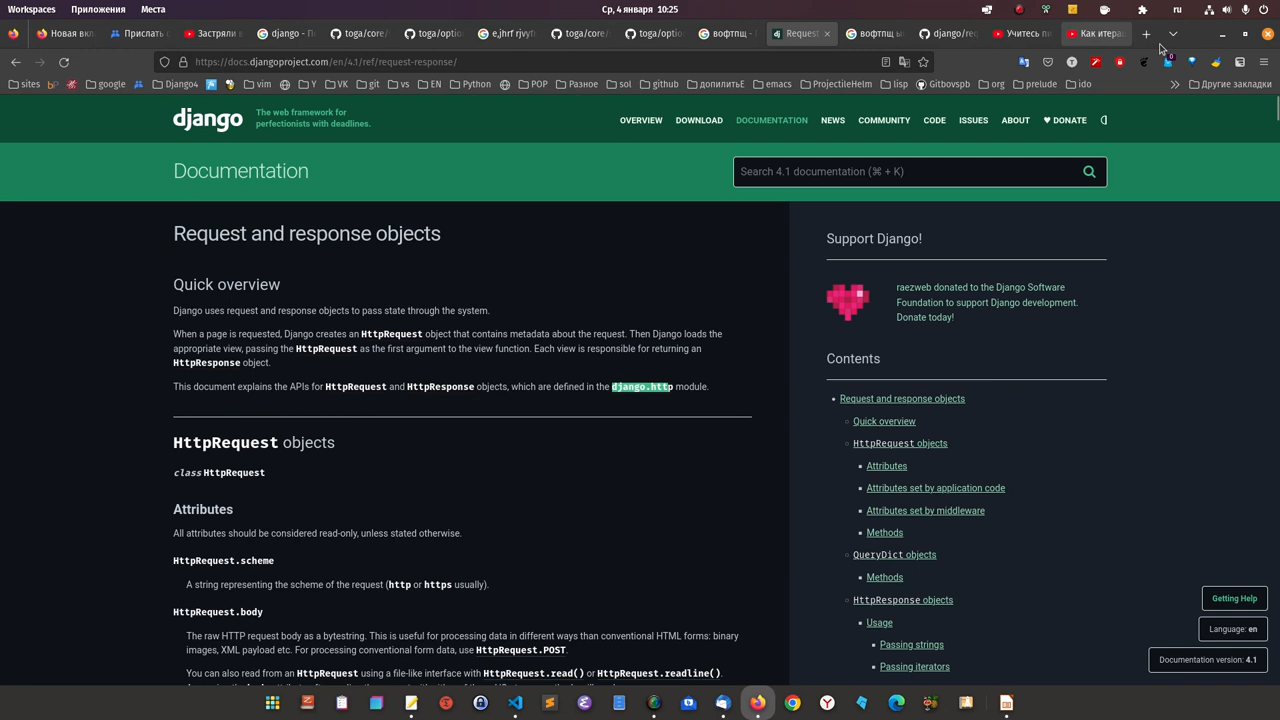 Workspaces Приложения Места Ср, 4 января 10:25 ru
Новая вкл Прислать с Застряли в django - П toga/core toga/optio e,jhrf rjvyf toga/core toga/optio вофтпщ - Request вофтпщ ы django/re Учитесь пи Как итера
https://docs.djangoproject.com/en/4.1/ref/request-response/
sites google Django4 vim Y VK git vs EN Python POP Разное sol github допилитьЕ emacs ProjectileHelm lisp Gitbovspb org prelude ido Другие закладки
django The web framework for
perfectionists with deadlines.
OVERVIEW DOWNLOAD DOCUMENTATION NEWS COMMUNITY CODE ISSUES ABOUT ♥ DONATE
Documentation
Search 4.1 documentation (⌘ + K)
Request and response objects
Quick overview
Django uses request and response objects to pass state through the system.
When a page is requested, Django creates an HttpRequest object that contains metadata about the request. Then Django loads the
appropriate view, passing the HttpRequest as the first argument to the view function. Each view is responsible for returning an
HttpResponse object.
This document explains the APIs for HttpRequest and HttpResponse objects, which are defined in the django.http module.
HttpRequest objects
class HttpRequest
Attributes
All attributes should be considered read-only, unless stated otherwise.
HttpRequest.scheme
A string representing the scheme of the request (http or https usually).
HttpRequest.body
The raw HTTP request body as a bytestring. This is useful for processing data in different ways than conventional HTML forms: binary
images, XML payload etc. For processing conventional form data, use HttpRequest.POST.
You can also read from an HttpRequest using a file-like interface with HttpRequest.read() or HttpRequest.readline().
Support Django!
raezweb donated to the Django Software
Foundation to support Django development.
Donate today!
Contents
Request and response objects
Quick overview
HttpRequest objects
Attributes
Attributes set by application code
Attributes set by middleware
Methods
QueryDict objects
Methods
HttpResponse objects
Usage
Passing strings
Passing iterators
Getting Help
Language: en
Documentation version: 4.1